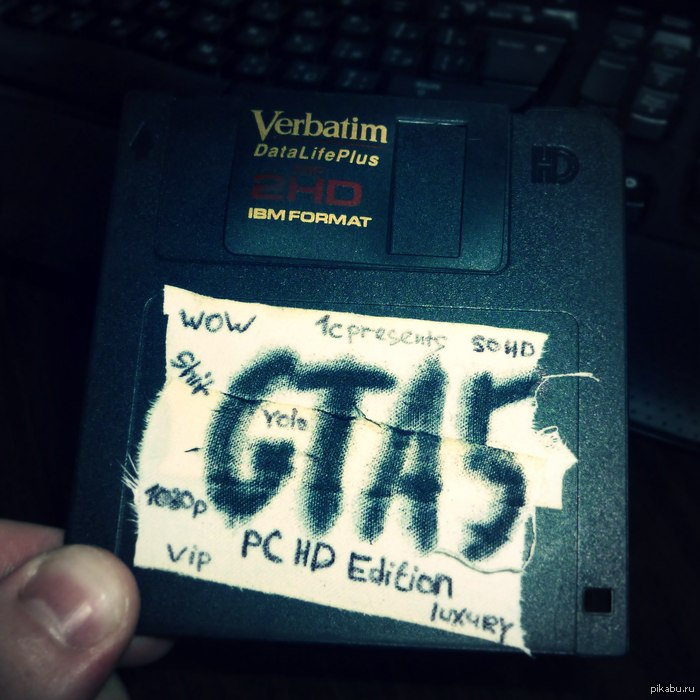 Verbatim
DataLifePlus
2HD
IBM FORMAT
HD
WOW 1c presents SO HD
Shit
Yolo
GTA5
1080p
VIP
PC HD Edition
luxury
pikabu.ru